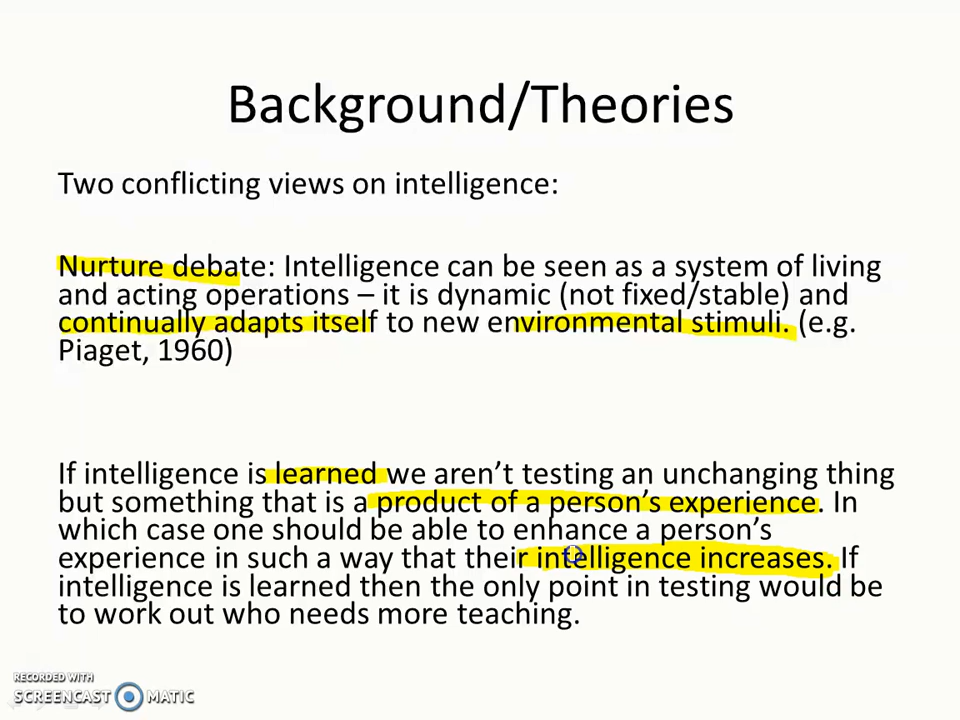 Background/Theories
Two conflicting views on intelligence:
Nurture debate: Intelligence can be seen as a system of living
and acting operations – it is dynamic (not fixed/stable) and
continually adapts itself to new environmental stimuli. (e.g.
Piaget, 1960)
If intelligence is learned we aren’t testing an unchanging thing
but something that is a product of a person’s experience. In
which case one should be able to enhance a person’s
experience in such a way that their intelligence increases. If
intelligence is learned then the only point in testing would be
to work out who needs more teaching.
RECORDED WITH
SCREENCAST MATIC